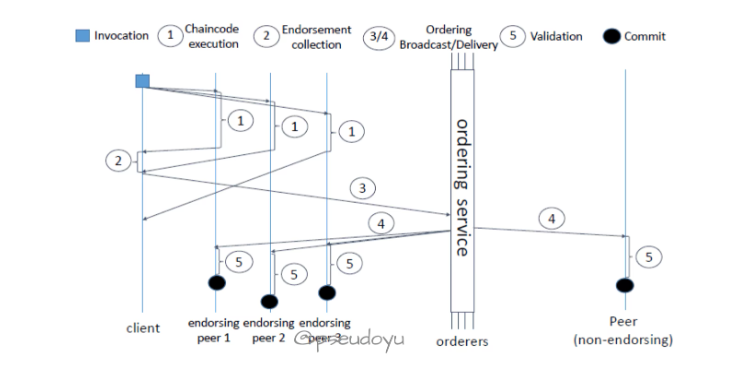 Invocation
1
Chaincode
execution
2
Endorsement
collection
3/4
Ordering
Broadcast/Delivery
5
Validation
Commit
1
1
1
2
3
4
4
5
5
5
5
ordering service
client
endorsing
peer 1
endorsing
peer 2
endorsing
@pseudoyu
orderers
Peer
(non-endorsing)